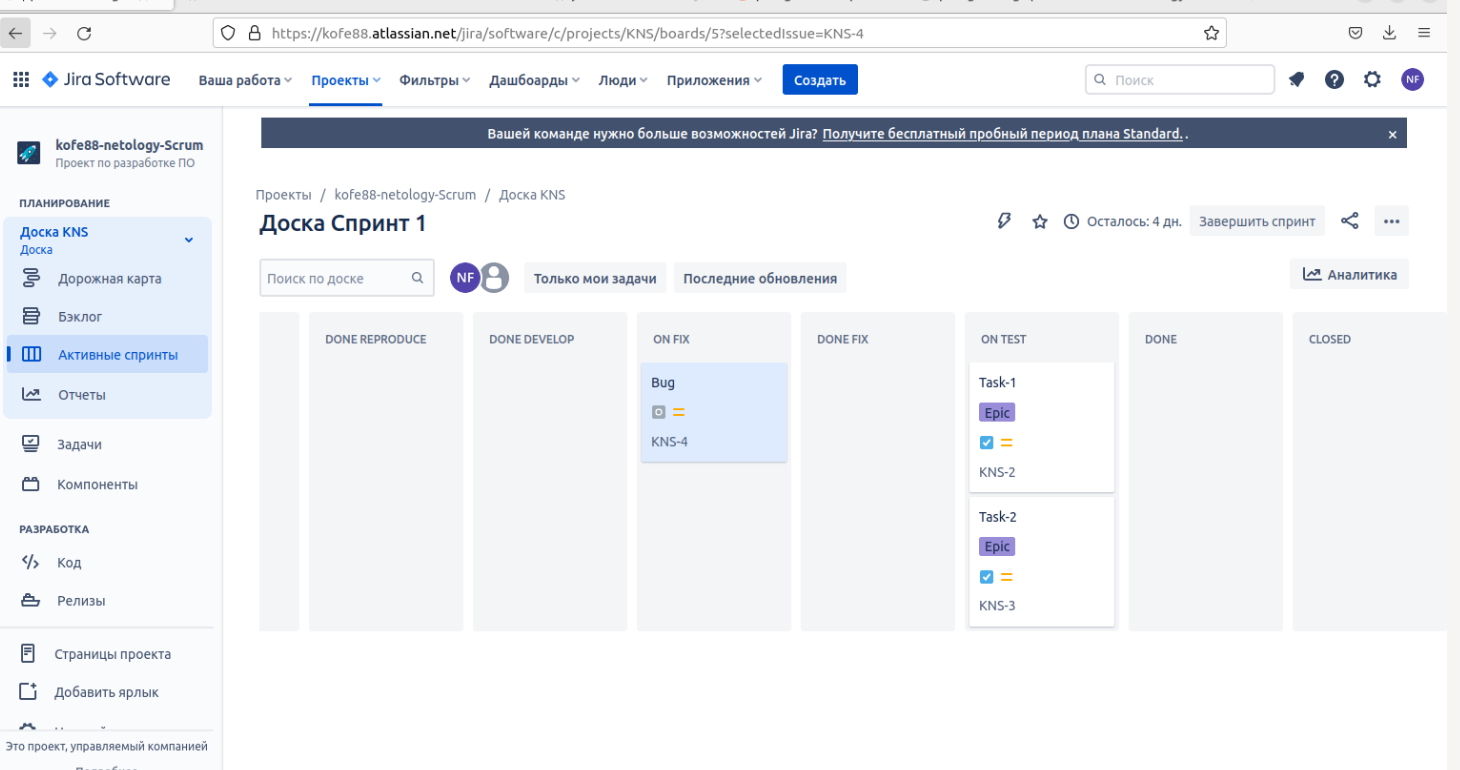 https://kofe88.atlassian.net/jira/software/c/projects/KNS/boards/5?selectedIssue=KNS-4
Jira Software
Ваша работа
Проекты
Фильтры
Дашборды
Люди
Приложения
Создать
Поиск
NF
kofe88-netology-Scrum
Проект по разработке ПО
ПЛАНИРОВАНИЕ
Доска KNS
Доска
Дорожная карта
Бэклог
Активные спринты
Отчеты
Задачи
Компоненты
РАЗРАБОТКА
Код
Релизы
Страницы проекта
Добавить ярлык
Это проект, управляемый компанией
Вашей команде нужно больше возможностей Jira? Получите бесплатный пробный период плана Standard. .
Проекты / kofe88-netology-Scrum / Доска KNS
Доска Спринт 1
Осталось: 4 дн.
Завершить спринт
Поиск по доске
NF
Только мои задачи
Последние обновления
Аналитика
DONE REPRODUCE
DONE DEVELOP
ON FIX
Bug
KNS-4
DONE FIX
ON TEST
Task-1
Epic
KNS-2
Task-2
Epic
KNS-3
DONE
CLOSED